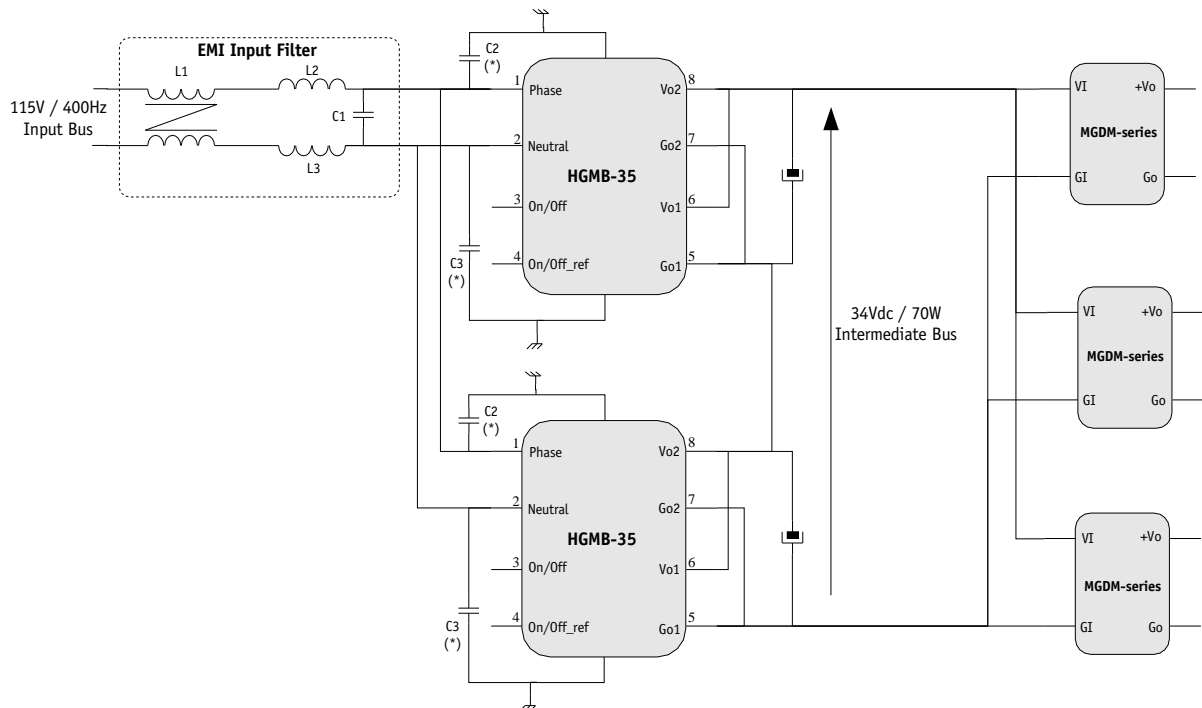 EMI Input Filter
L1
L2
L3
C1
115V / 400Hz
Input Bus
C2
(*)
C3
(*)
1
Phase
2
Neutral
3
On/Off
4
On/Off_ref
HGMB-35
Vo2
8
Go2
7
Vo1
6
Go1
5
34Vdc / 70W
Intermediate Bus
VI
+Vo
MGDM-series
GI
Go
VI
+Vo
MGDM-series
GI
Go
C2
(*)
C3
(*)
1
Phase
2
Neutral
3
On/Off
4
On/Off_ref
HGMB-35
Vo2
8
Go2
7
Vo1
6
Go1
5
VI
+Vo
MGDM-series
GI
Go